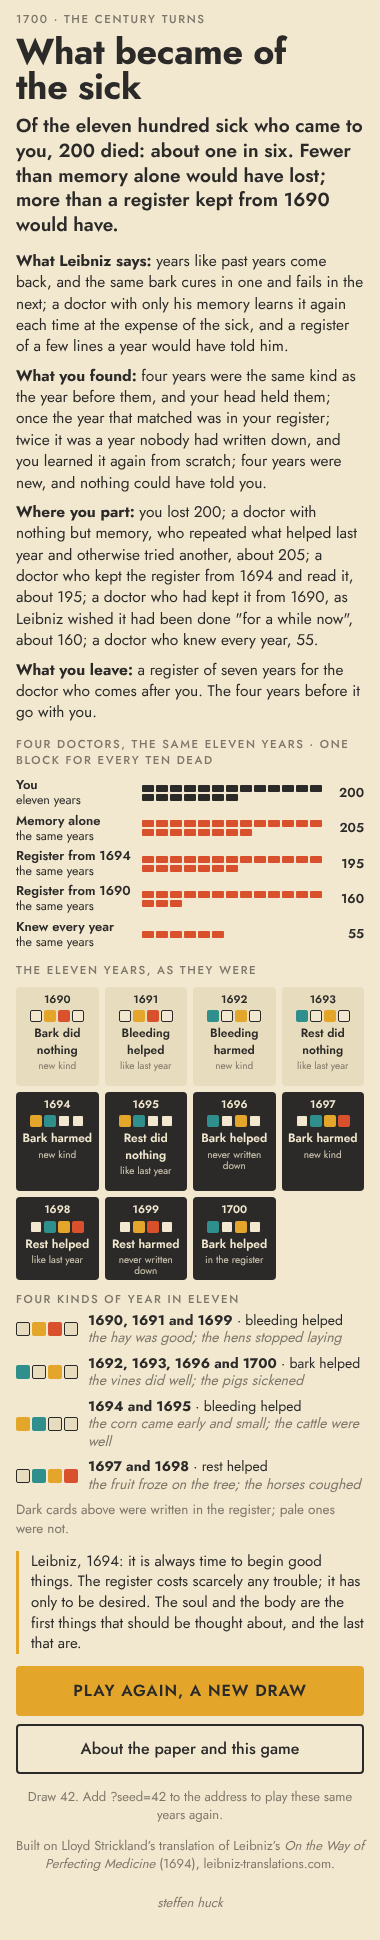 1700 · THE CENTURY TURNS
What became of
the sick
Of the eleven hundred sick who came to
you, 200 died: about one in six. Fewer
than memory alone would have lost;
more than a register kept from 1690
would have.
What Leibniz says: years like past years come
back, and the same bark cures in one and fails in the
next; a doctor with only his memory learns it again
each time at the expense of the sick, and a register
of a few lines a year would have told him.
What you found: four years were the same kind as
the year before them, and your head held them;
once the year that matched was in your register;
twice it was a year nobody had written down, and
you learned it again from scratch; four years were
new, and nothing could have told you.
Where you part: you lost 200; a doctor with
nothing but memory, who repeated what helped last
year and otherwise tried another, about 205; a
doctor who kept the register from 1694 and read it,
about 195; a doctor who had kept it from 1690, as
Leibniz wished it had been done "for a while now",
about 160; a doctor who knew every year, 55.
What you leave: a register of seven years for the
doctor who comes after you. The four years before it
go with you.
FOUR DOCTORS, THE SAME ELEVEN YEARS · ONE
BLOCK FOR EVERY TEN DEAD
You
eleven years
200
Memory alone
the same years
205
Register from 1694
the same years
195
Register from 1690
the same years
160
Knew every year
the same years
55
THE ELEVEN YEARS, AS THEY WERE
1690
Bark did
nothing
new kind
1691
Bleeding
helped
like last year
1692
Bleeding
harmed
new kind
1693
Rest did
nothing
like last year
1694
Bark harmed
new kind
1695
Rest did
nothing
like last year
1696
Bark helped
never written
down
1697
Bark harmed
new kind
1698
Rest helped
like last year
1699
Rest harmed
never written
down
1700
Bark helped
in the register
FOUR KINDS OF YEAR IN ELEVEN
1690, 1691 and 1699 · bleeding helped
the hay was good; the hens stopped laying
1692, 1693, 1696 and 1700 · bark helped
the vines did well; the pigs sickened
1694 and 1695 · bleeding helped
the corn came early and small; the cattle were
well
1697 and 1698 · rest helped
the fruit froze on the tree; the horses coughed
Dark cards above were written in the register; pale ones
were not.
Leibniz, 1694: it is always time to begin good
things. The register costs scarcely any trouble; it has
only to be desired. The soul and the body are the
first things that should be thought about, and the last
that are.
PLAY AGAIN, A NEW DRAW
About the paper and this game
Draw 42. Add ?seed=42 to the address to play these same
years again.
Built on Lloyd Strickland's translation of Leibniz's On the Way of
Perfecting Medicine (1694), leibniz-translations.com.
steffen huck